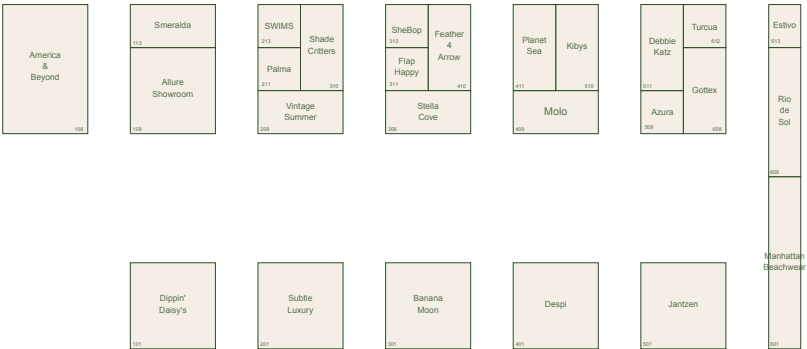 America
&
Beyond
108
Smeralda
113
Allure
Showroom
109
SWIMS
213
Palma
211
Shade
Critters
310
Vintage
Summer
209
SheBop
313
Flap
Happy
311
Feather
4
Arrow
410
Stella
Cove
309
Planet
Sea
411
Kibys
510
Molo
409
Debbie
Katz
511
Azura
509
Turcua
612
Gottex
608
Estivo
613
Rio
de
Sol
609
Manhattan
Beachwear
601
Dippin'
Daisy's
101
Subtle
Luxury
201
Banana
Moon
301
Despi
401
Jantzen
501